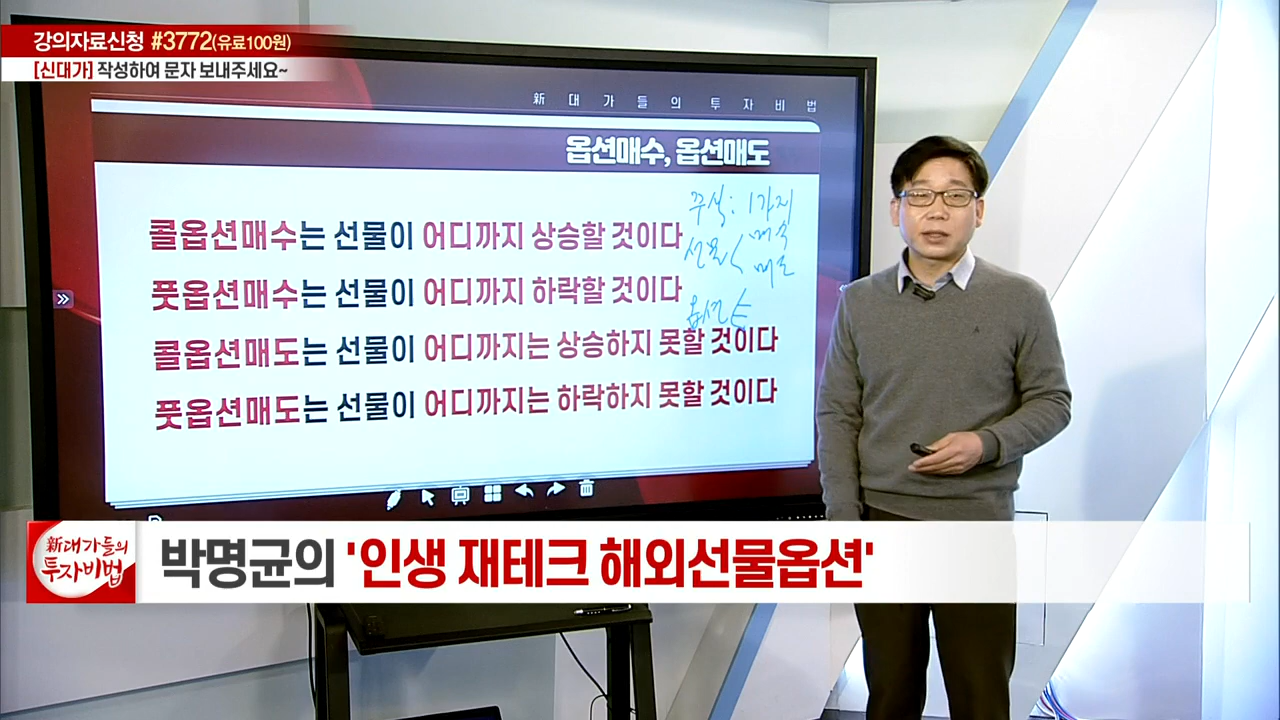 강의자료신청 #3772(유료100원)
[신대가] 작성하여 문자 보내주세요~
新 대 가 들 의 투 자 비 법
옵션매수, 옵션매도
콜옵션매수는 선물이 어디까지 상승할 것이다
풋옵션매수는 선물이 어디까지 하락할 것이다
콜옵션매도는 선물이 어디까지는 상승하지 못할 것이다
풋옵션매도는 선물이 어디까지는 하락하지 못할 것이다
주식: 1가지
매수
선물<
매도
옵션
新대가들의
투자비법
박명균의 '인생 재테크 해외선물옵션'